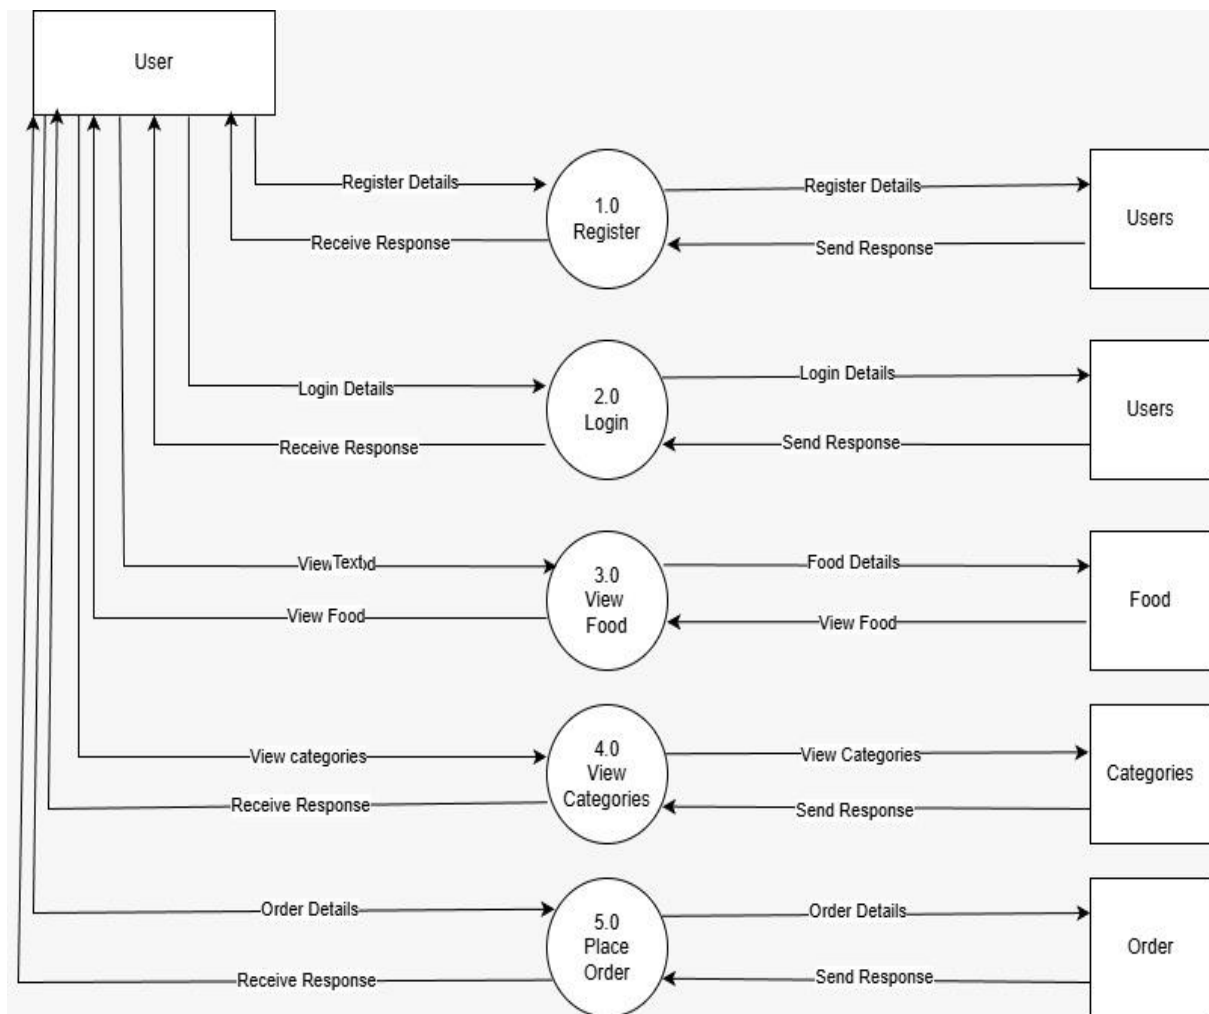 User
Register Details
1.0
Register
Register Details
Users
Receive Response
Send Response
Login Details
2.0
Login
Login Details
Users
Receive Response
Send Response
View
Text
d
3.0
View
Food
Food Details
Food
View Food
View Food
View categories
4.0
View
Categories
View Categories
Categories
Receive Response
Send Response
Order Details
5.0
Place
Order
Order Details
Order
Receive Response
Send Response